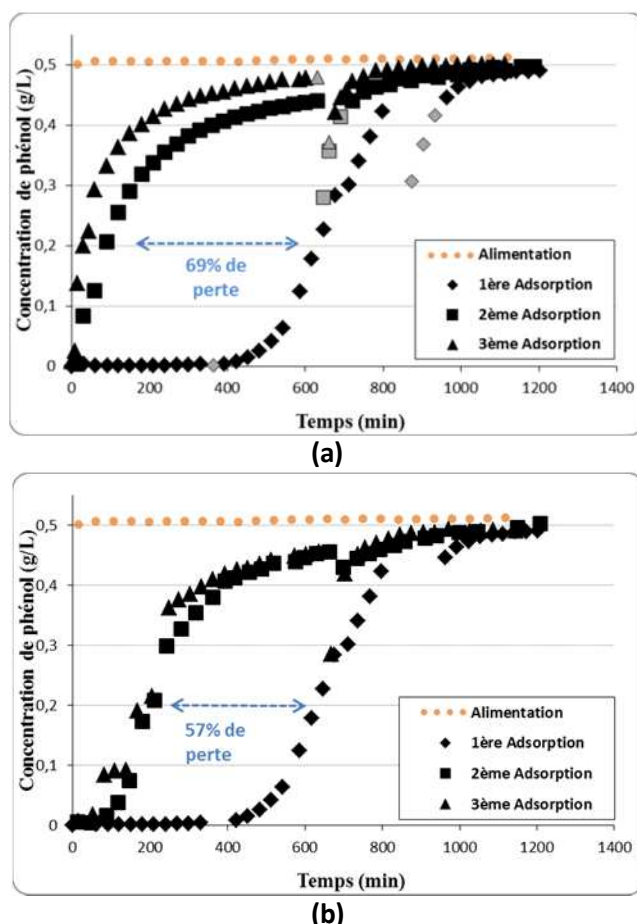 Concentration de phénol (g/L)
0,5
0,4
0,3
0,2
0,1
0
69% de
perte
Alimentation
1ère Adsorption
2ème Adsorption
3ème Adsorption
0 200 400 600 800 1000 1200 1400
Temps (min)
(a)
Concentration de phénol (g/L)
0,5
0,4
0,3
0,2
0,1
0
57% de
perte
Alimentation
1ère Adsorption
2ème Adsorption
3ème Adsorption
0 200 400 600 800 1000 1200 1400
Temps (min)
(b)